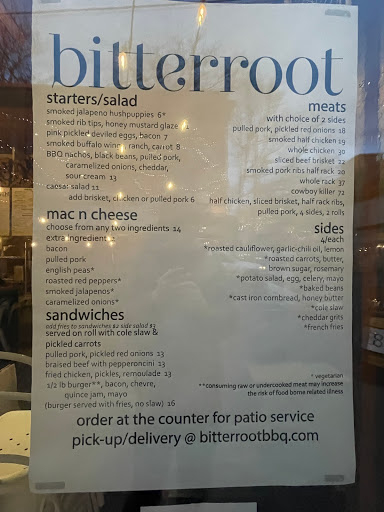 bitterroot
starters/salad
smoked jalapeno hushpuppies 6*
smoked rib tips, honey mustard glaze
pink pickled deviled eggs, bacon 7
smoked buffalo wings, ranch, carrot 8
BBQ nachos, black beans, pulled pork,
caramelized onions, cheddar,
sour cream 13
caesar salad 11
add brisket, chicken or pulled pork 6
mac n cheese
choose from any two ingredients 14
extra ingredients
bacon
pulled pork
english peas*
roasted red peppers*
smoked jalapenos*
caramelized onions*
sandwiches
add fries to sandwiches $2 side salad $3
served on roll with cole slaw &
pickled carrots
pulled pork, pickled red onions 13
braised beef with pepperoncini 13
fried chicken, pickles, remoulade 13
1/2 lb burger**, bacon, chevre,
quince jam, mayo
(burger served with fries, no slaw) 16
meats
with choice of 2 sides
pulled pork, pickled red onions 18
smoked half chicken 19
whole chicken 30
sliced beef brisket 22
smoked pork ribs half rack 20
whole rack 37
cowboy killer 72
half chicken, sliced brisket, half rack ribs,
pulled pork, 4 sides, 2 rolls
sides
4/each
*roasted cauliflower, garlic-chili oil, lemon
*roasted carrots, butter,
brown sugar, rosemary
*potato salad, egg, celery, mayo
*baked beans
*cast iron cornbread, honey butter
*cole slaw
*cheddar grits
*french fries
* vegetarian
**consuming raw or undercooked meat may increase
the risk of food borne related illness
order at the counter for patio service
pick-up/delivery @ bitterrootbbq.com